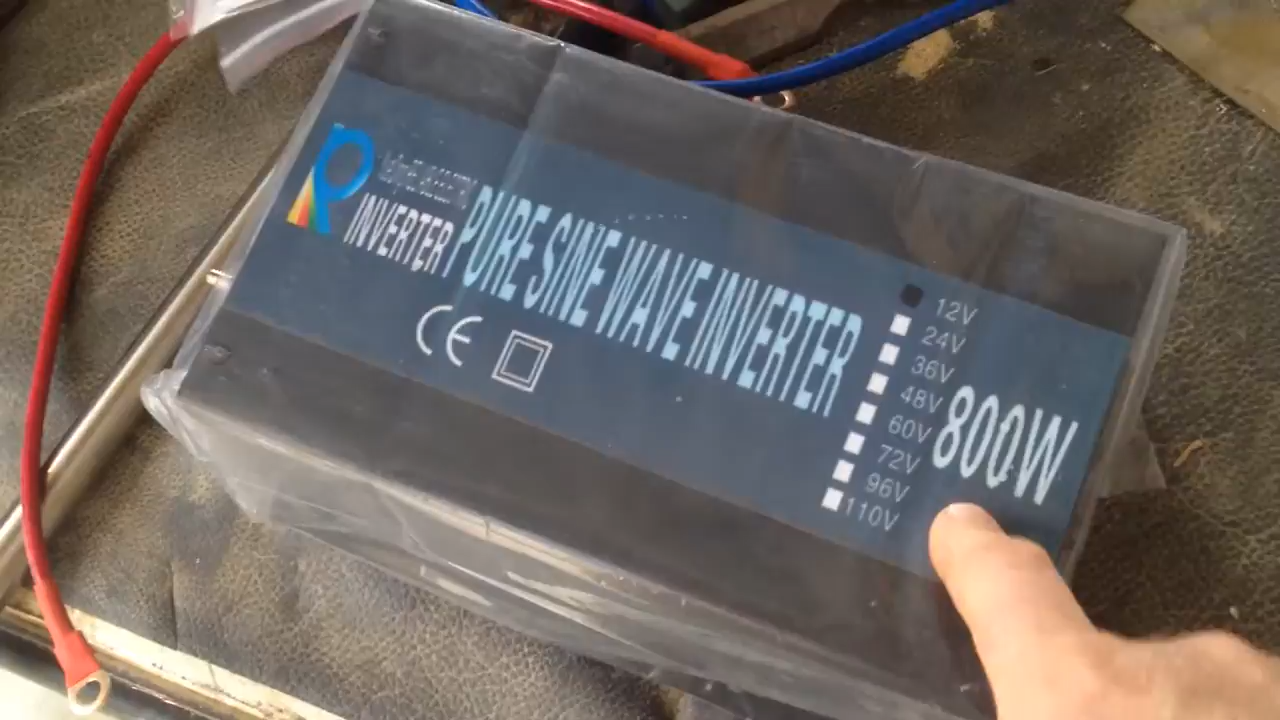 INVERTER
PURE SINE WAVE INVERTER
CE
12V
24V
36V
48V
60V
72V
96V
110V
800W